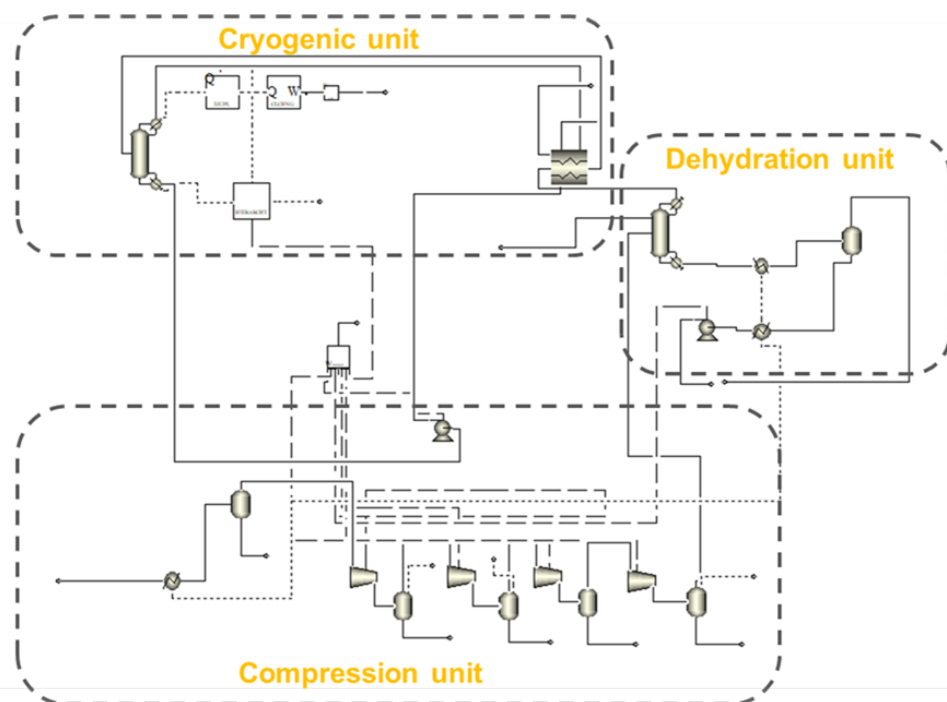 Cryogenic unit
Q
Q W
Dehydration unit
Compression unit